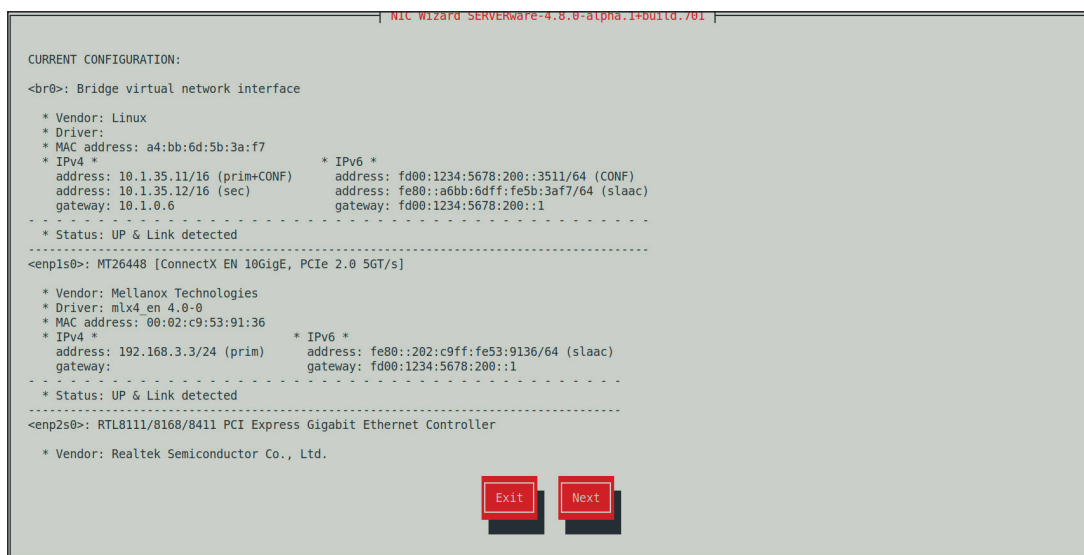 NIC Wizard SERVERware-4.8.0-alpha.1+build.701
CURRENT CONFIGURATION:
<br0>: Bridge virtual network interface
* Vendor: Linux
* Driver:
* MAC address: a4:bb:6d:5b:3a:f7
* IPv4 * * IPv6 *
address: 10.1.35.11/16 (prim+CONF) address: fd00:1234:5678:200::3511/64 (CONF)
address: 10.1.35.12/16 (sec) address: fe80::a6bb:6dff:fe5b:3af7/64 (slaac)
gateway: 10.1.0.6 gateway: fd00:1234:5678:200::1
* Status: UP & Link detected
<enp1s0>: MT26448 [ConnectX EN 10GigE, PCIe 2.0 5GT/s]
* Vendor: Mellanox Technologies
* Driver: mlx4_en 4.0-0
* MAC address: 00:02:c9:53:91:36
* IPv4 * * IPv6 *
address: 192.168.3.3/24 (prim) address: fe80::202:c9ff:fe53:9136/64 (slaac)
gateway: gateway: fd00:1234:5678:200::1
* Status: UP & Link detected
<enp2s0>: RTL8111/8168/8411 PCI Express Gigabit Ethernet Controller
* Vendor: Realtek Semiconductor Co., Ltd.
Exit Next